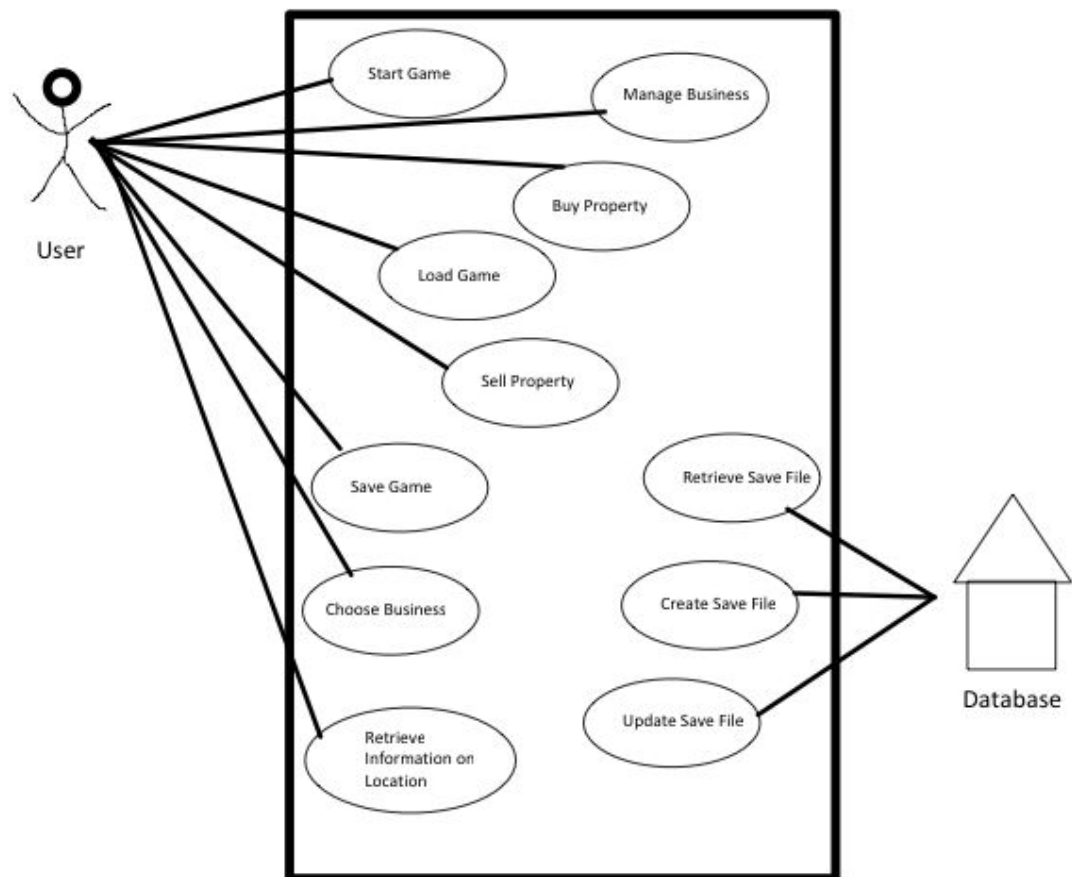 Start Game
Manage Business
Buy Property
User
Load Game
Sell Property
Retrieve Save File
Save Game
Create Save File
Choose Business
Database
Update Save File
Retrieve
Information on
Location